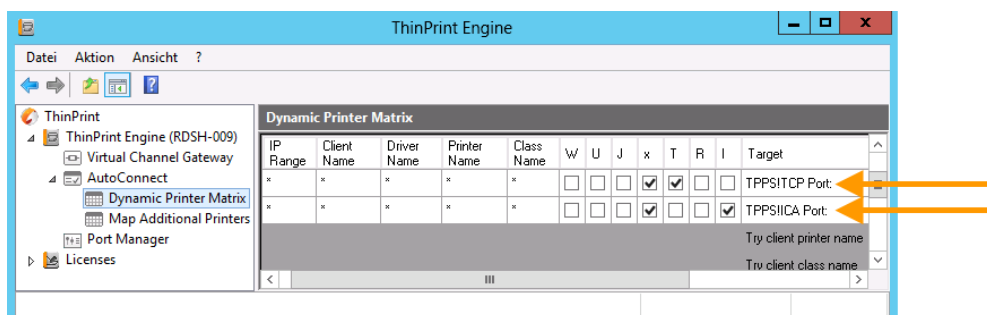 ThinPrint Engine
Datei Aktion Ansicht ?
ThinPrint
ThinPrint Engine (RDSH-009)
Virtual Channel Gateway
AutoConnect
Dynamic Printer Matrix
Map Additional Printers
Port Manager
Licenses
Dynamic Printer Matrix
IP Range Client Name Driver Name Printer Name Class Name W U J x T R I Target
* * * * * TPPS!TCP Port:
* * * * * TPPS!ICA Port:
Try client printer name
Try client class name